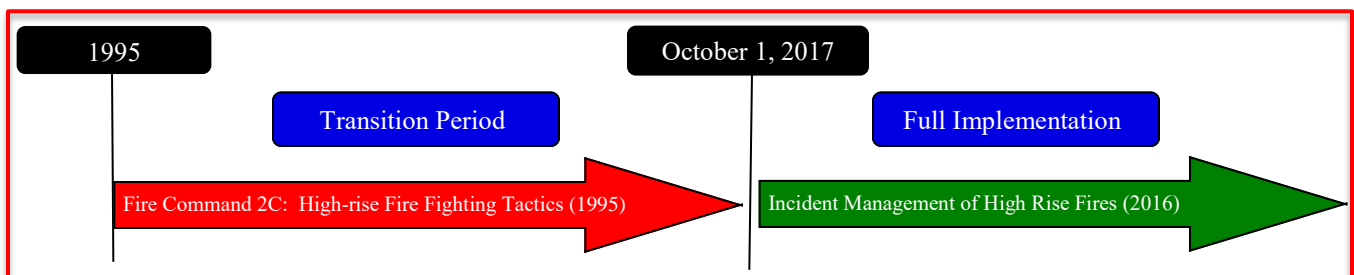 1995
October 1, 2017
Transition Period
Full Implementation
Fire Command 2C:  High-rise Fire Fighting Tactics (1995)
Incident Management of High Rise Fires (2016)